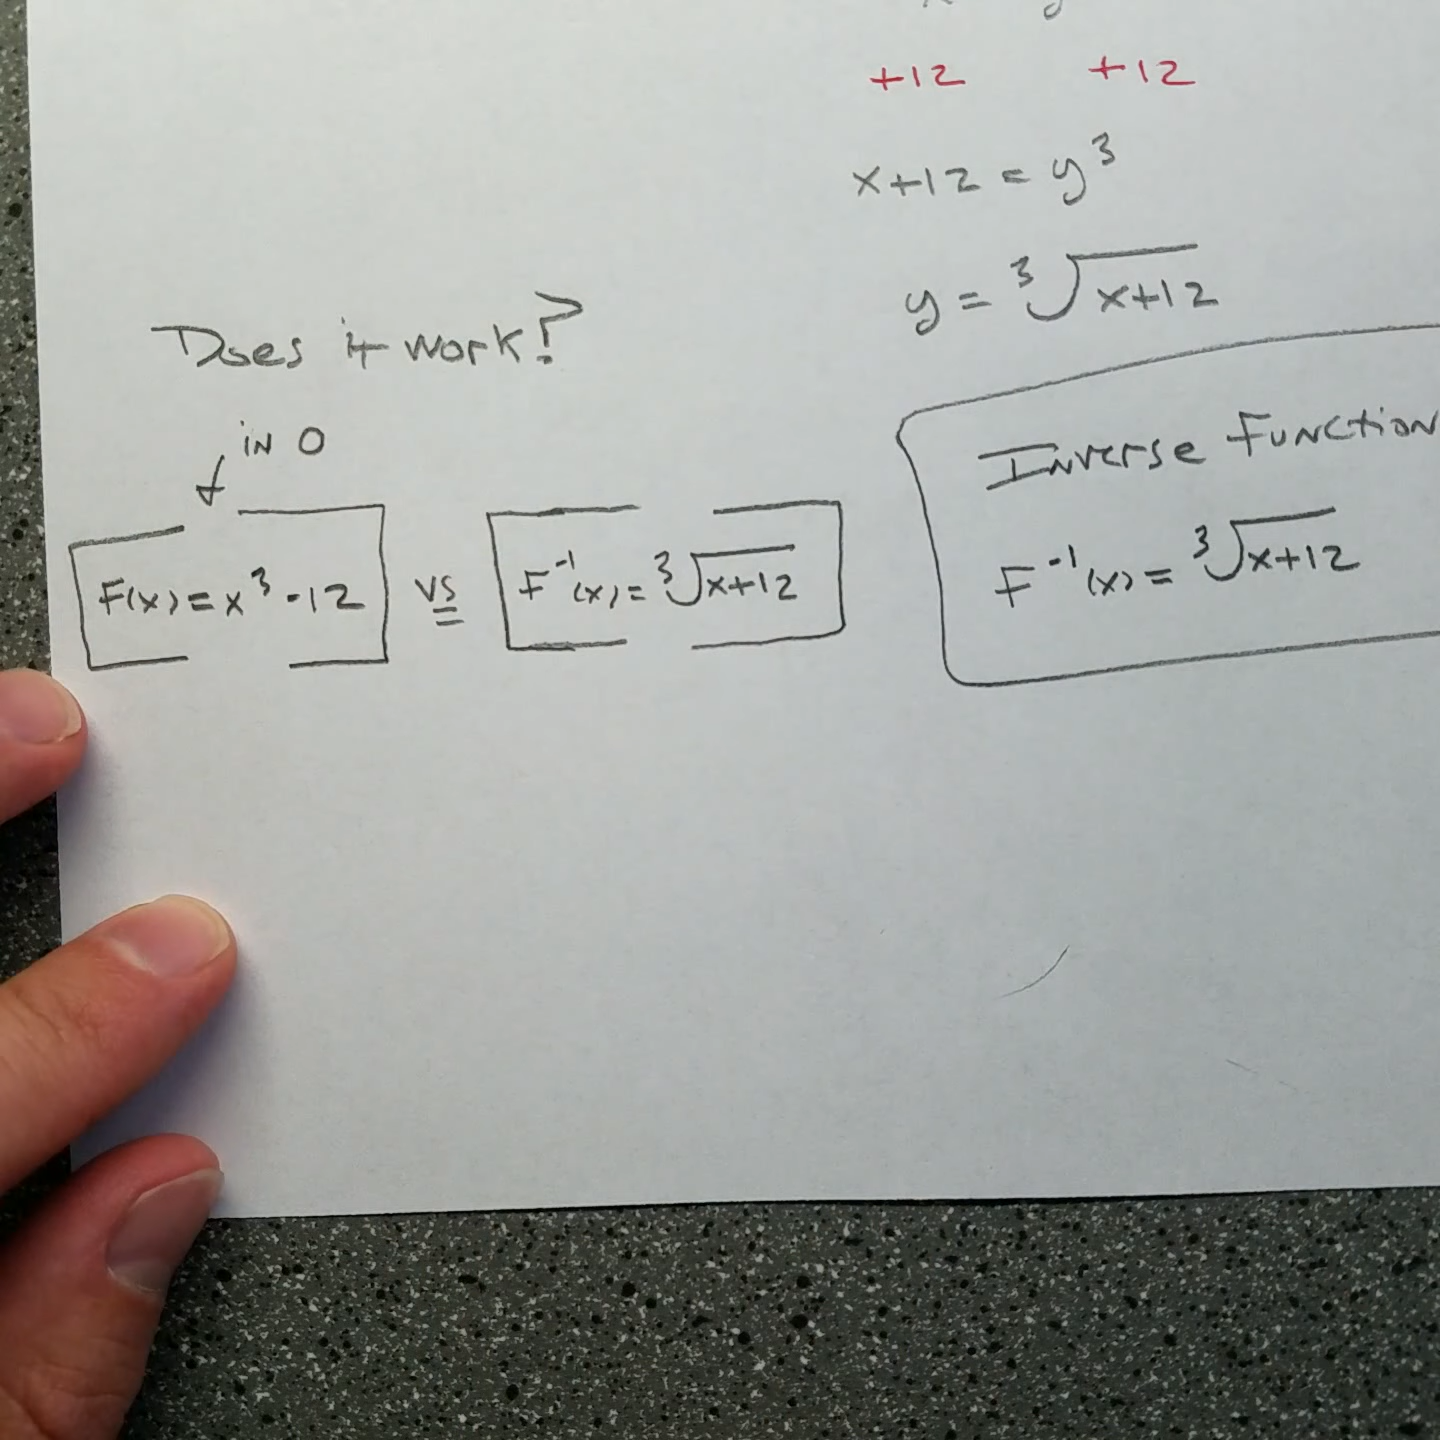 +12 +12
x+12 = y³
y = ³√x+12
Does it work?
in 0
F(x) = x³ - 12
vs
F⁻¹(x) = ³√x+12
Inverse Function
F⁻¹(x) = ³√x+12